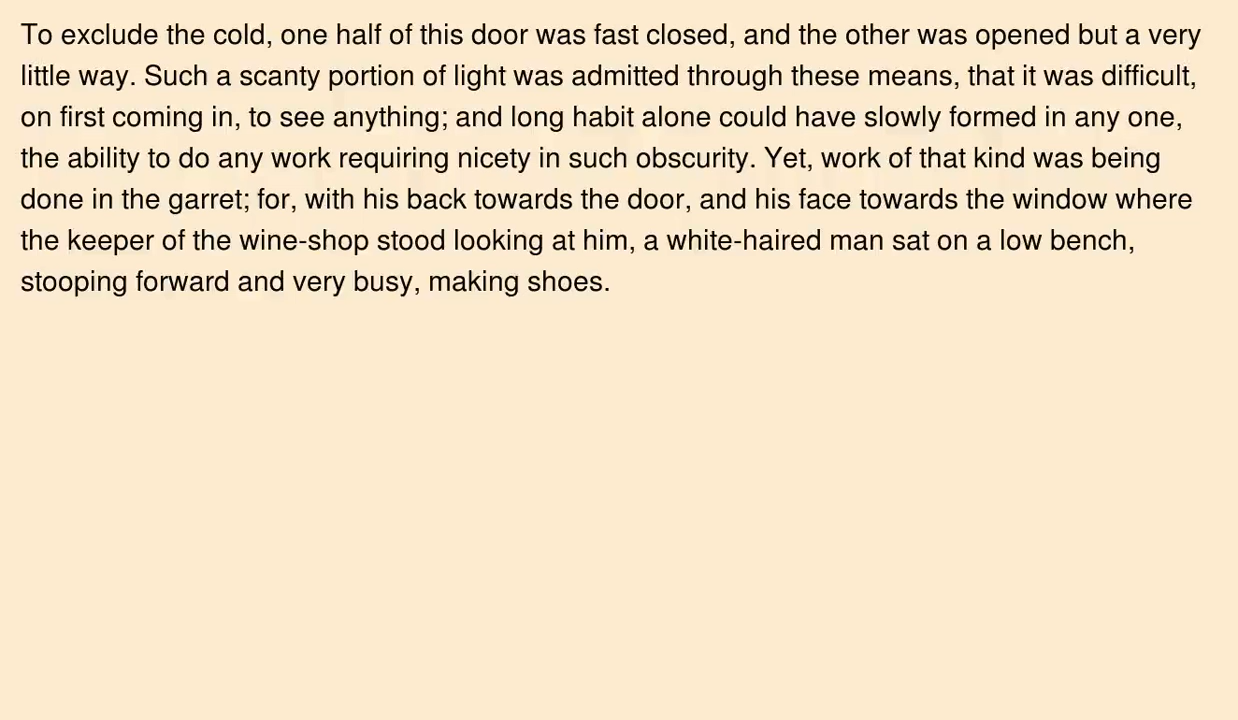 To exclude the cold, one half of this door was fast closed, and the other was opened but a very
little way. Such a scanty portion of light was admitted through these means, that it was difficult,
on first coming in, to see anything; and long habit alone could have slowly formed in any one,
the ability to do any work requiring nicety in such obscurity. Yet, work of that kind was being
done in the garret; for, with his back towards the door, and his face towards the window where
the keeper of the wine-shop stood looking at him, a white-haired man sat on a low bench,
stooping forward and very busy, making shoes.